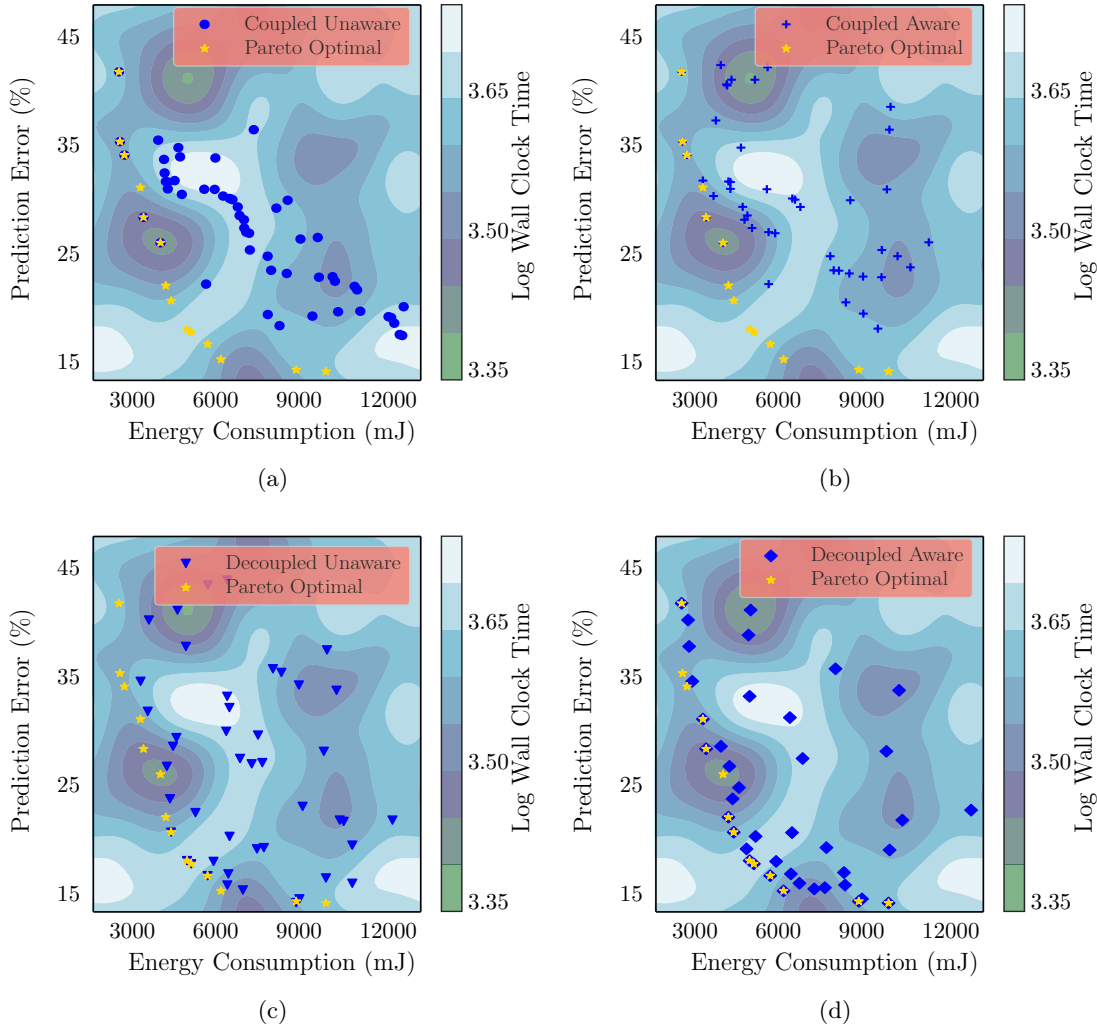 Coupled Unaware
Pareto Optimal
45
35
25
15
Prediction Error (%)
3000 6000 9000 12000
Energy Consumption (mJ)
3.65
3.50
3.35
Log Wall Clock Time
(a)
Coupled Aware
Pareto Optimal
45
35
25
15
Prediction Error (%)
3000 6000 9000 12000
Energy Consumption (mJ)
3.65
3.50
3.35
Log Wall Clock Time
(b)
Decoupled Unaware
Pareto Optimal
45
35
25
15
Prediction Error (%)
3000 6000 9000 12000
Energy Consumption (mJ)
3.65
3.50
3.35
Log Wall Clock Time
(c)
Decoupled Aware
Pareto Optimal
45
35
25
15
Prediction Error (%)
3000 6000 9000 12000
Energy Consumption (mJ)
3.65
3.50
3.35
Log Wall Clock Time
(d)